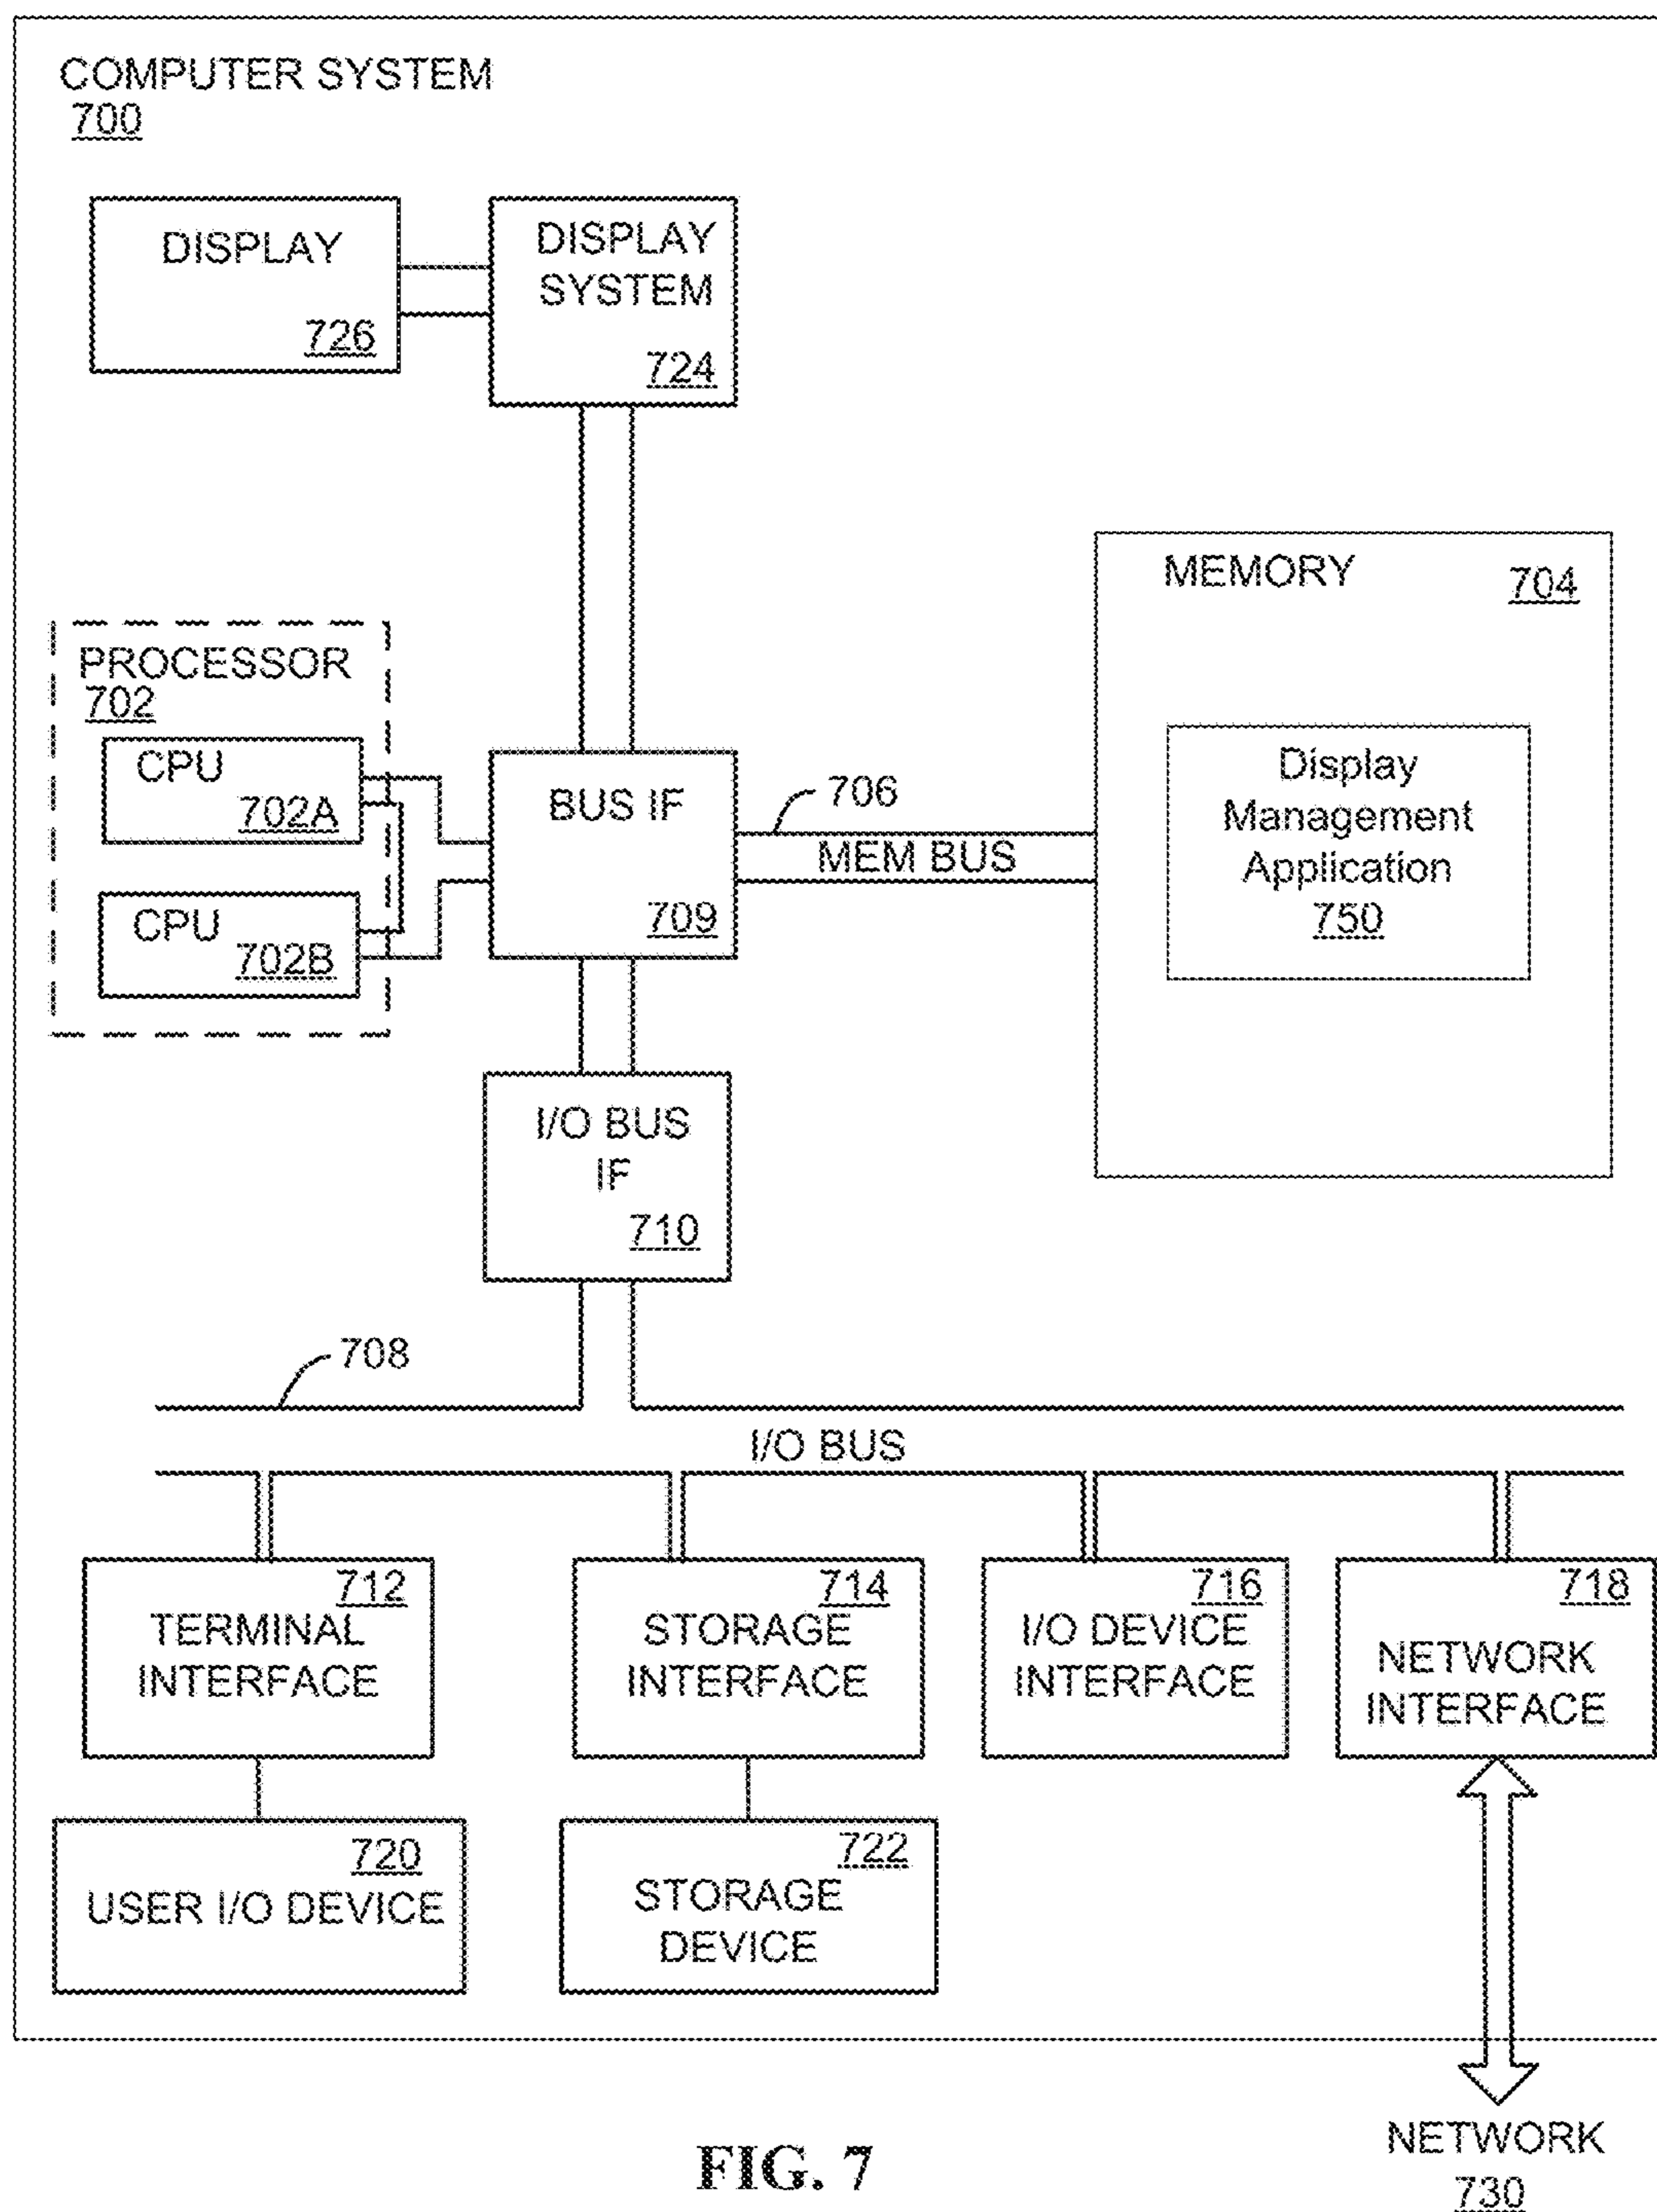 COMPUTER SYSTEM
700
DISPLAY
726
DISPLAY
SYSTEM
724
MEMORY
704
Display
Management
Application
750
PROCESSOR
702
CPU
702A
CPU
702B
BUS IF
709
706
MEM BUS
I/O BUS
IF
710
708
I/O BUS
712
TERMINAL
INTERFACE
714
STORAGE
INTERFACE
716
I/O DEVICE
INTERFACE
718
NETWORK
INTERFACE
720
USER I/O DEVICE
722
STORAGE
DEVICE
NETWORK
730
FIG. 7